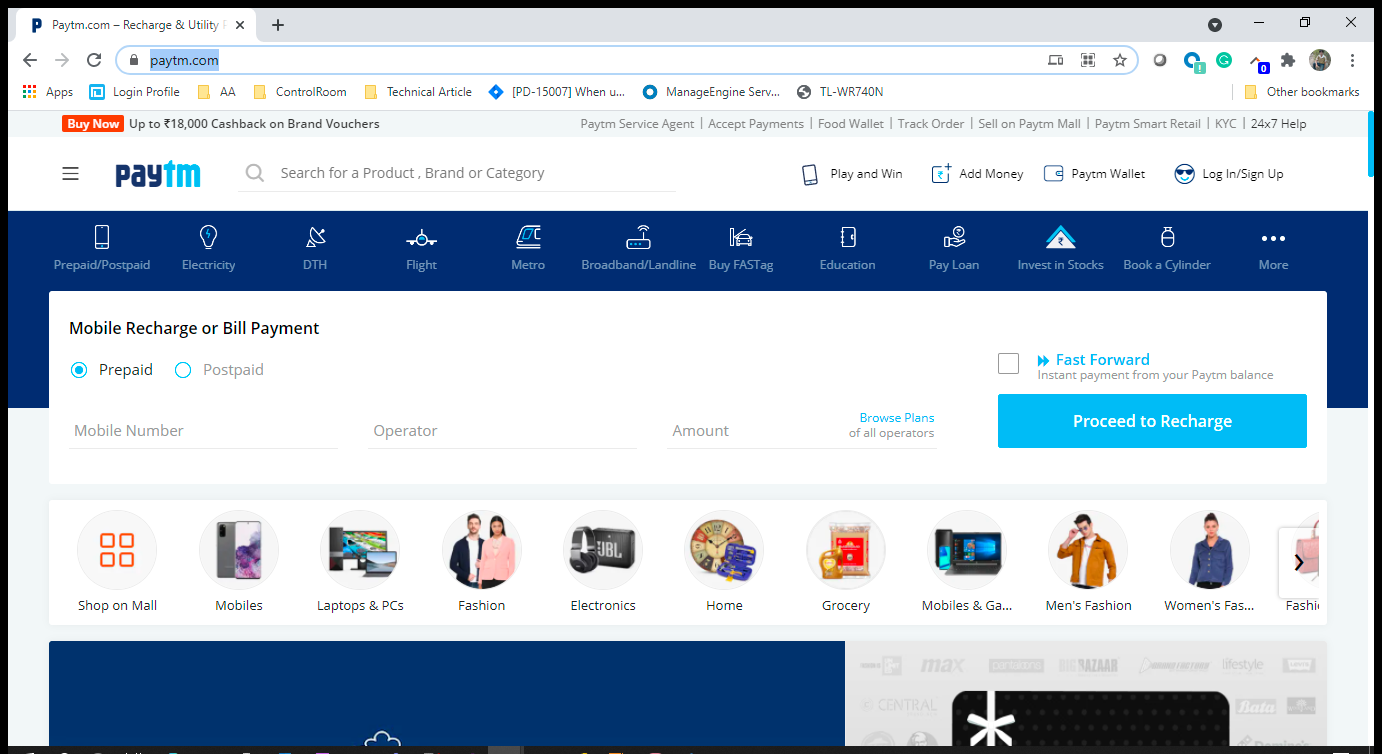 Paytm.com – Recharge & Utility
paytm.com
Apps Login Profile AA ControlRoom Technical Article [PD-15007] When u... ManageEngine Serv... TL-WR740N Other bookmarks
Buy Now Up to ₹18,000 Cashback on Brand Vouchers
Paytm Service Agent | Accept Payments | Food Wallet | Track Order | Sell on Paytm Mall | Paytm Smart Retail | KYC | 24x7 Help
paytm
Search for a Product , Brand or Category
Play and Win Add Money Paytm Wallet Log In/Sign Up
Prepaid/Postpaid Electricity DTH Flight Metro Broadband/Landline Buy FASTag Education Pay Loan Invest in Stocks Book a Cylinder More
Mobile Recharge or Bill Payment
Prepaid Postpaid
Fast Forward
Instant payment from your Paytm balance
Mobile Number Operator Amount
Browse Plans
of all operators
Proceed to Recharge
JBL
Shop on Mall Mobiles Laptops & PCs Fashion Electronics Home Grocery Mobiles & Ga... Men's Fashion Women's Fas... Fashi
max BIG BAZAAR lifestyle
CENTRAL Bata
Domino's